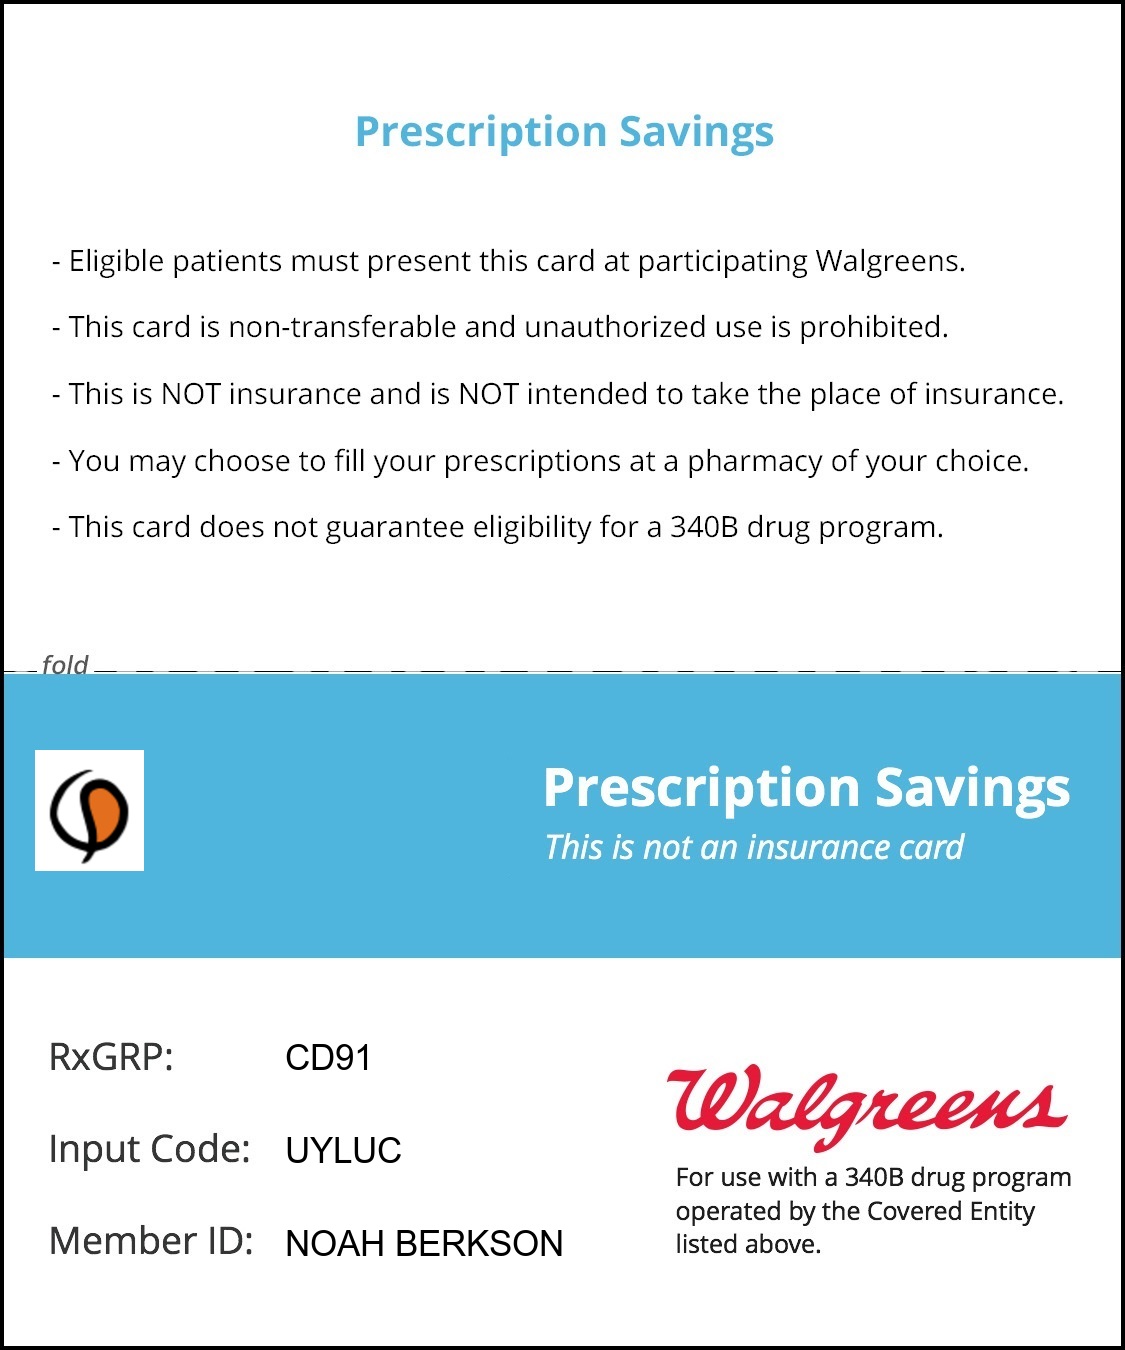 Prescription Savings
- Eligible patients must present this card at participating Walgreens.
- This card is non-transferable and unauthorized use is prohibited.
- This is NOT insurance and is NOT intended to take the place of insurance.
- You may choose to fill your prescriptions at a pharmacy of your choice.
- This card does not guarantee eligibility for a 340B drug program.
fold
Prescription Savings
This is not an insurance card
RxGRP: CD91
Input Code: UYLUC
Member ID: NOAH BERKSON
Walgreens
For use with a 340B drug program
operated by the Covered Entity
listed above.